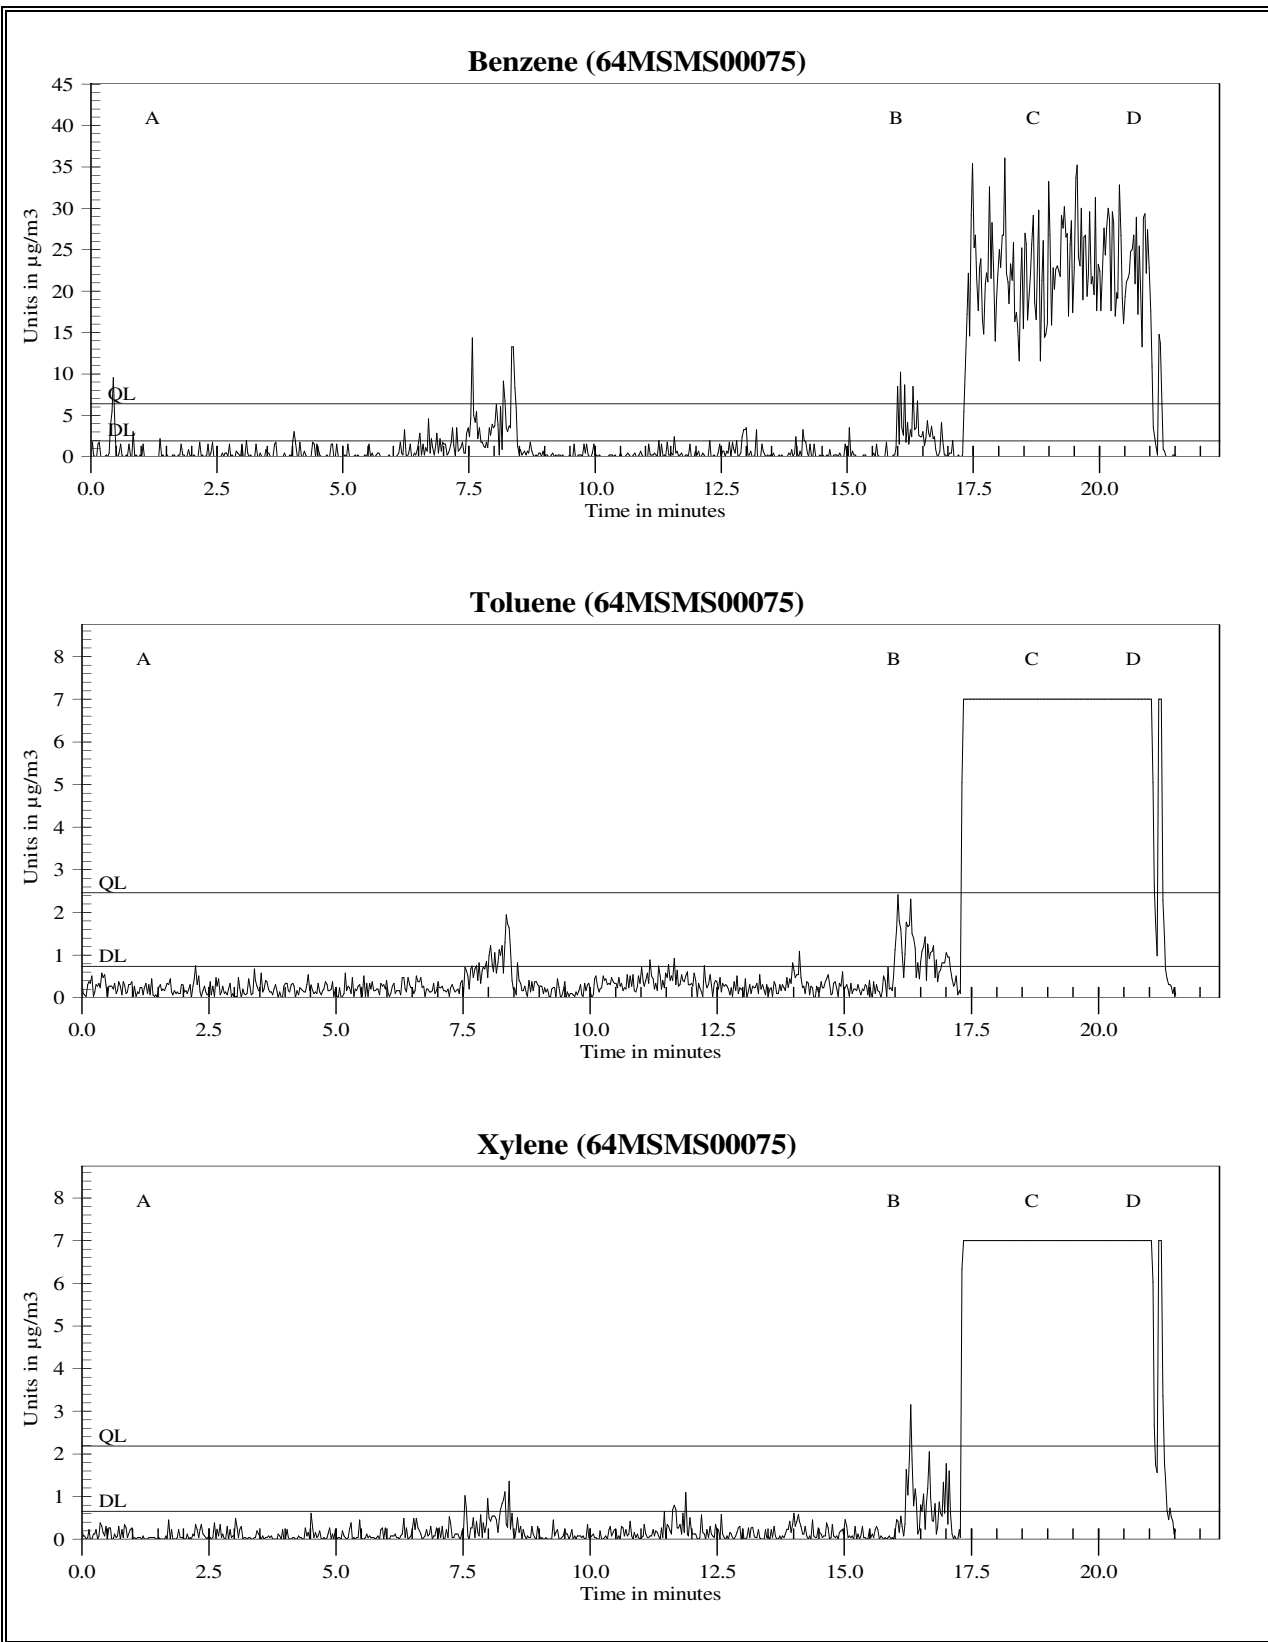 Benzene (64MSMS00075)
45
40
35
30
25
20
15
10
5
0
Units in µg/m3
A
B
C
D
QL
DL
0.0 2.5 5.0 7.5 10.0 12.5 15.0 17.5 20.0
Time in minutes
Toluene (64MSMS00075)
8
7
6
5
4
3
2
1
0
Units in µg/m3
A
B
C
D
QL
DL
0.0 2.5 5.0 7.5 10.0 12.5 15.0 17.5 20.0
Time in minutes
Xylene (64MSMS00075)
8
7
6
5
4
3
2
1
0
Units in µg/m3
A
B
C
D
QL
DL
0.0 2.5 5.0 7.5 10.0 12.5 15.0 17.5 20.0
Time in minutes